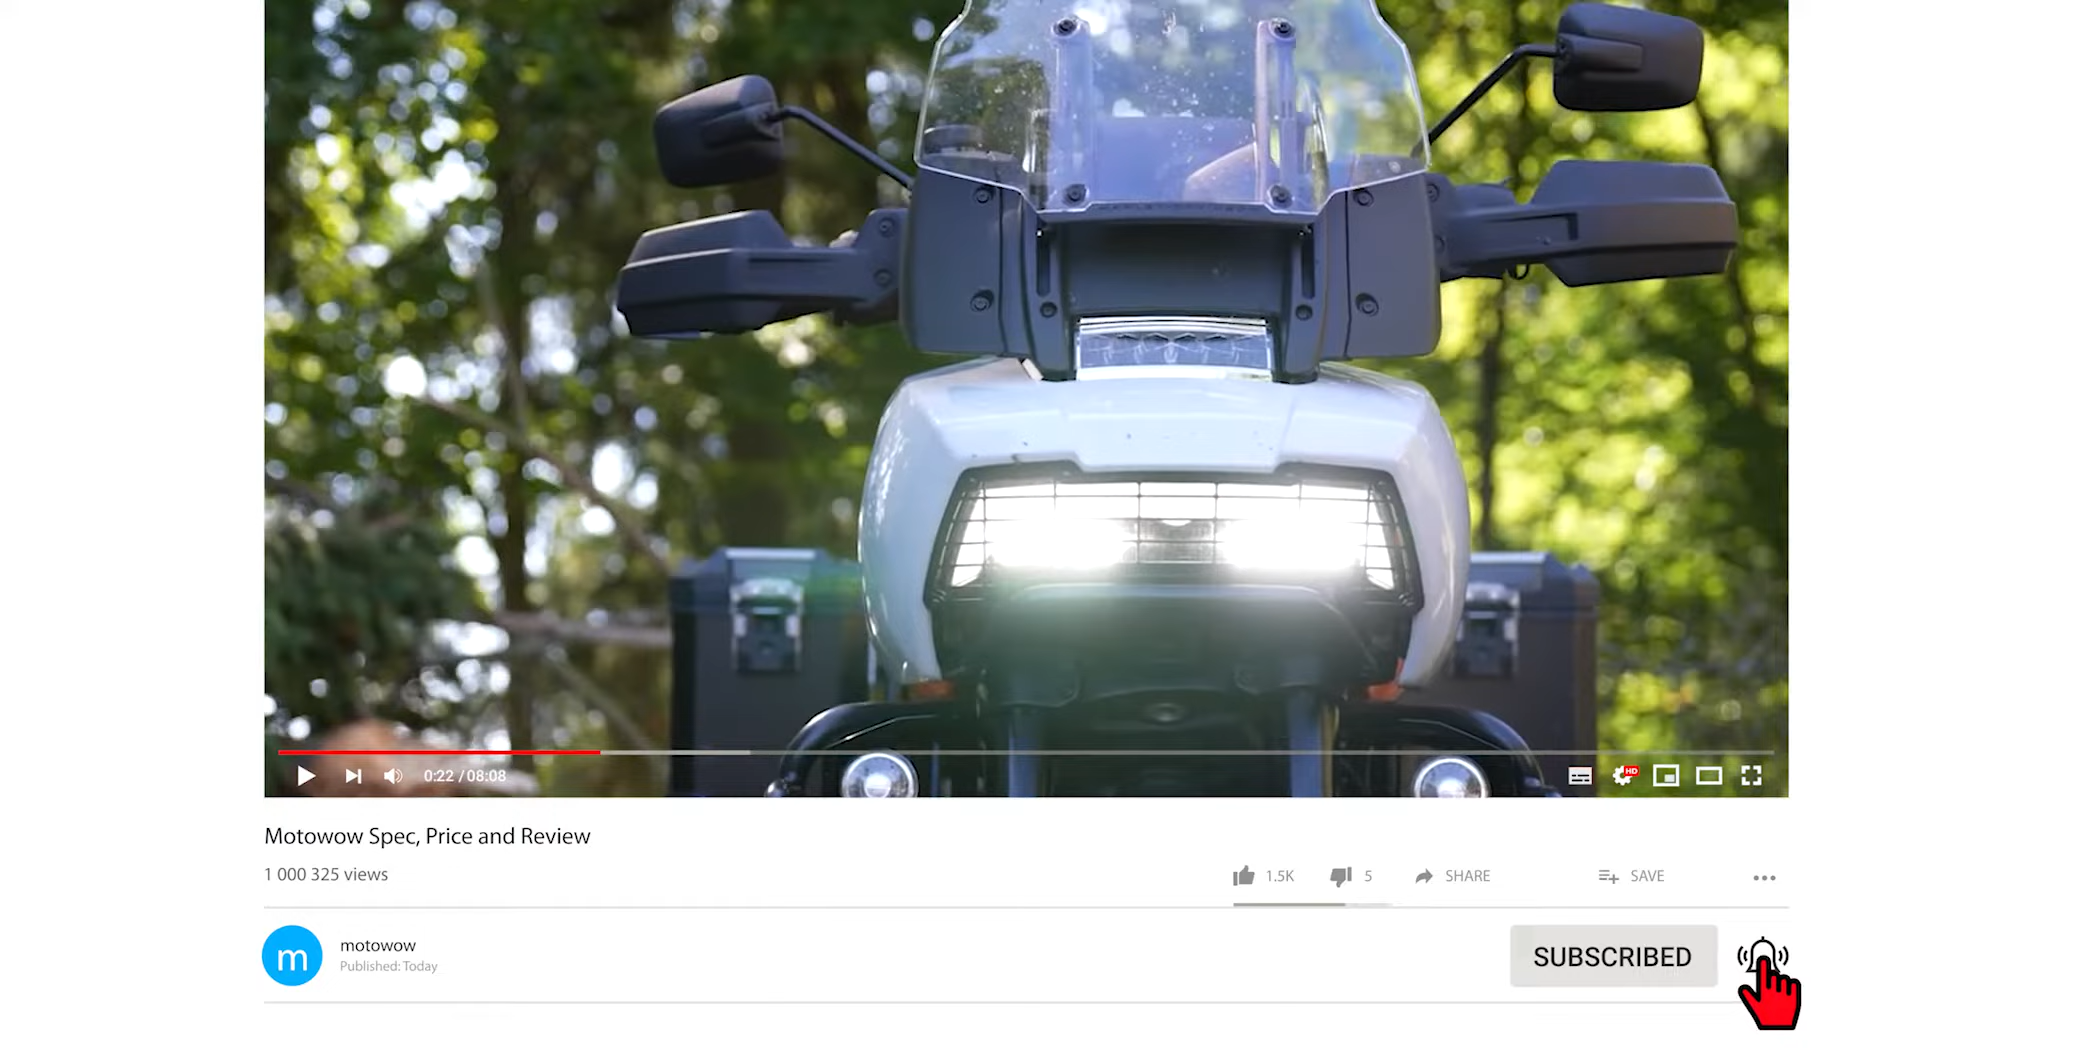 HD
0:22 / 08:08
Motowow Spec, Price and Review
1 000 325 views
1.5K
5
SHARE
SAVE
m
motowow
Published: Today
SUBSCRIBED